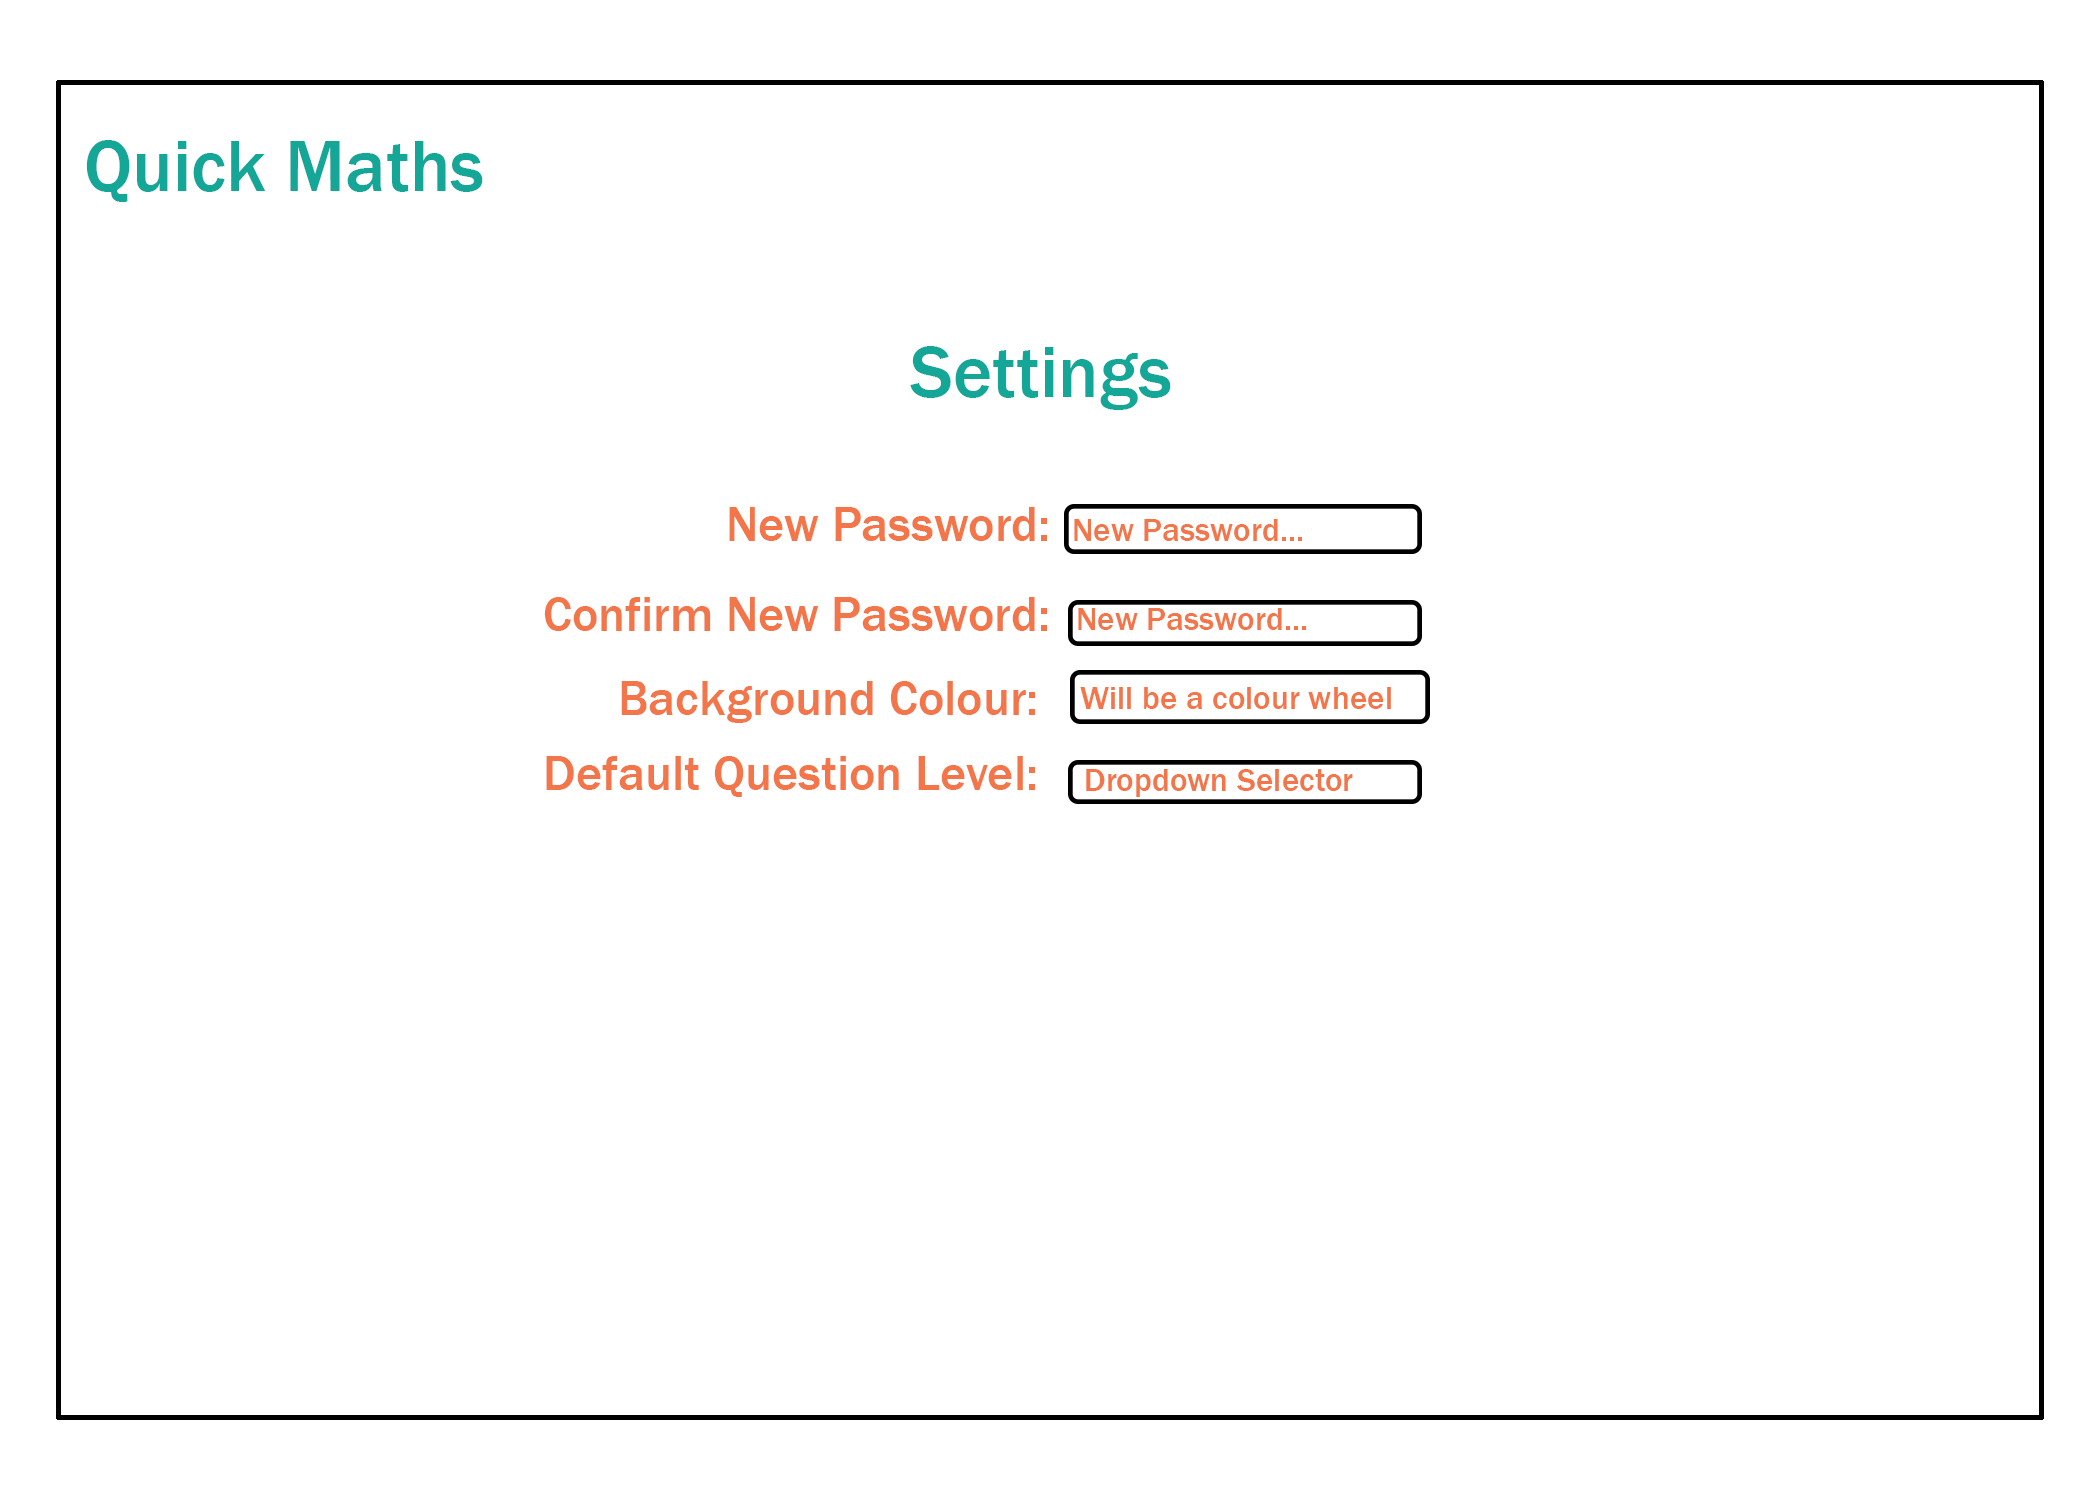 Quick Maths
Settings
New Password: New Password...
Confirm New Password: New Password...
Background Colour: Will be a colour wheel
Default Question Level: Dropdown Selector